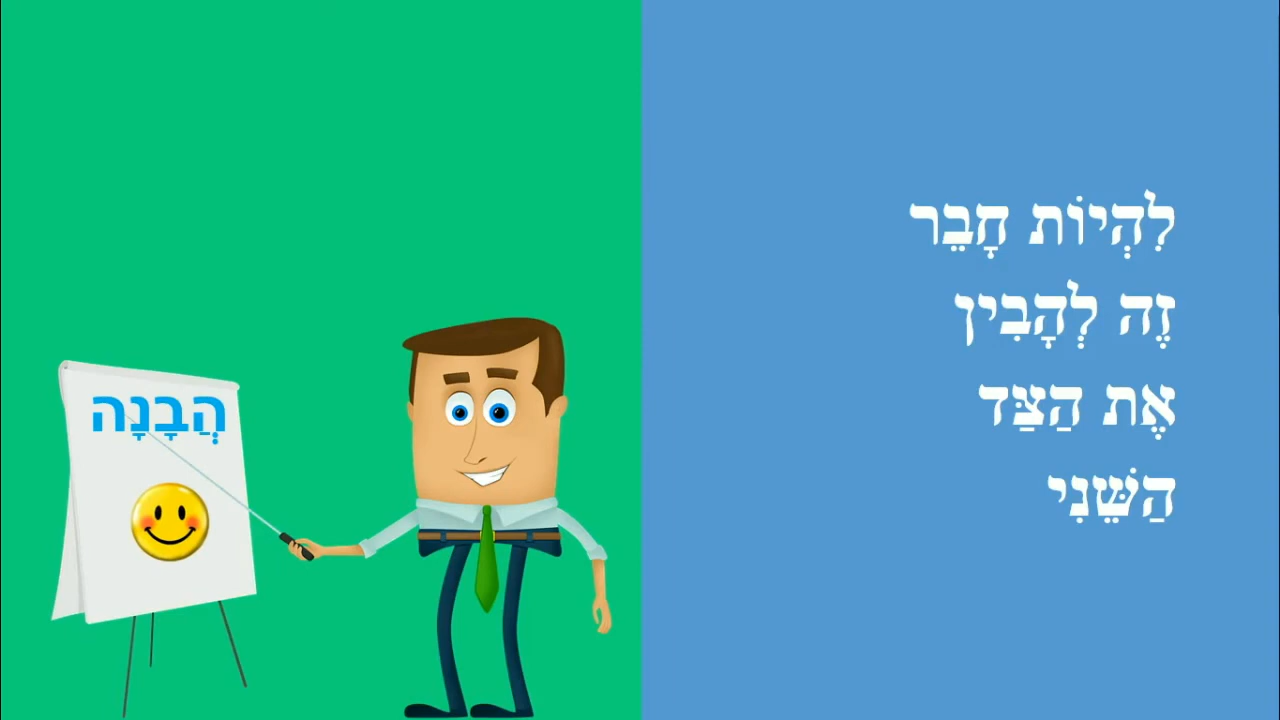 לִהְיוֹת חָבֵר
זֶה לְהָבִין
אֶת הַצַּד
הַשֵּׁנִי
הֲבָנָה